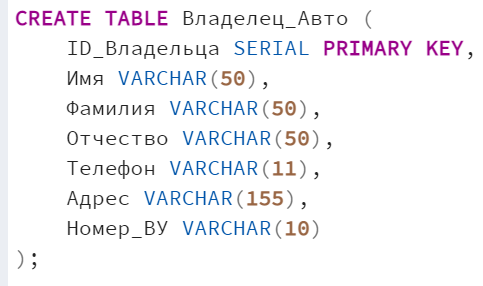 CREATE TABLE Владелец_Авто (
    ID_Владельца SERIAL PRIMARY KEY,
    Имя VARCHAR(50),
    Фамилия VARCHAR(50),
    Отчество VARCHAR(50),
    Телефон VARCHAR(11),
    Адрес VARCHAR(155),
    Номер_ВУ VARCHAR(10)
);